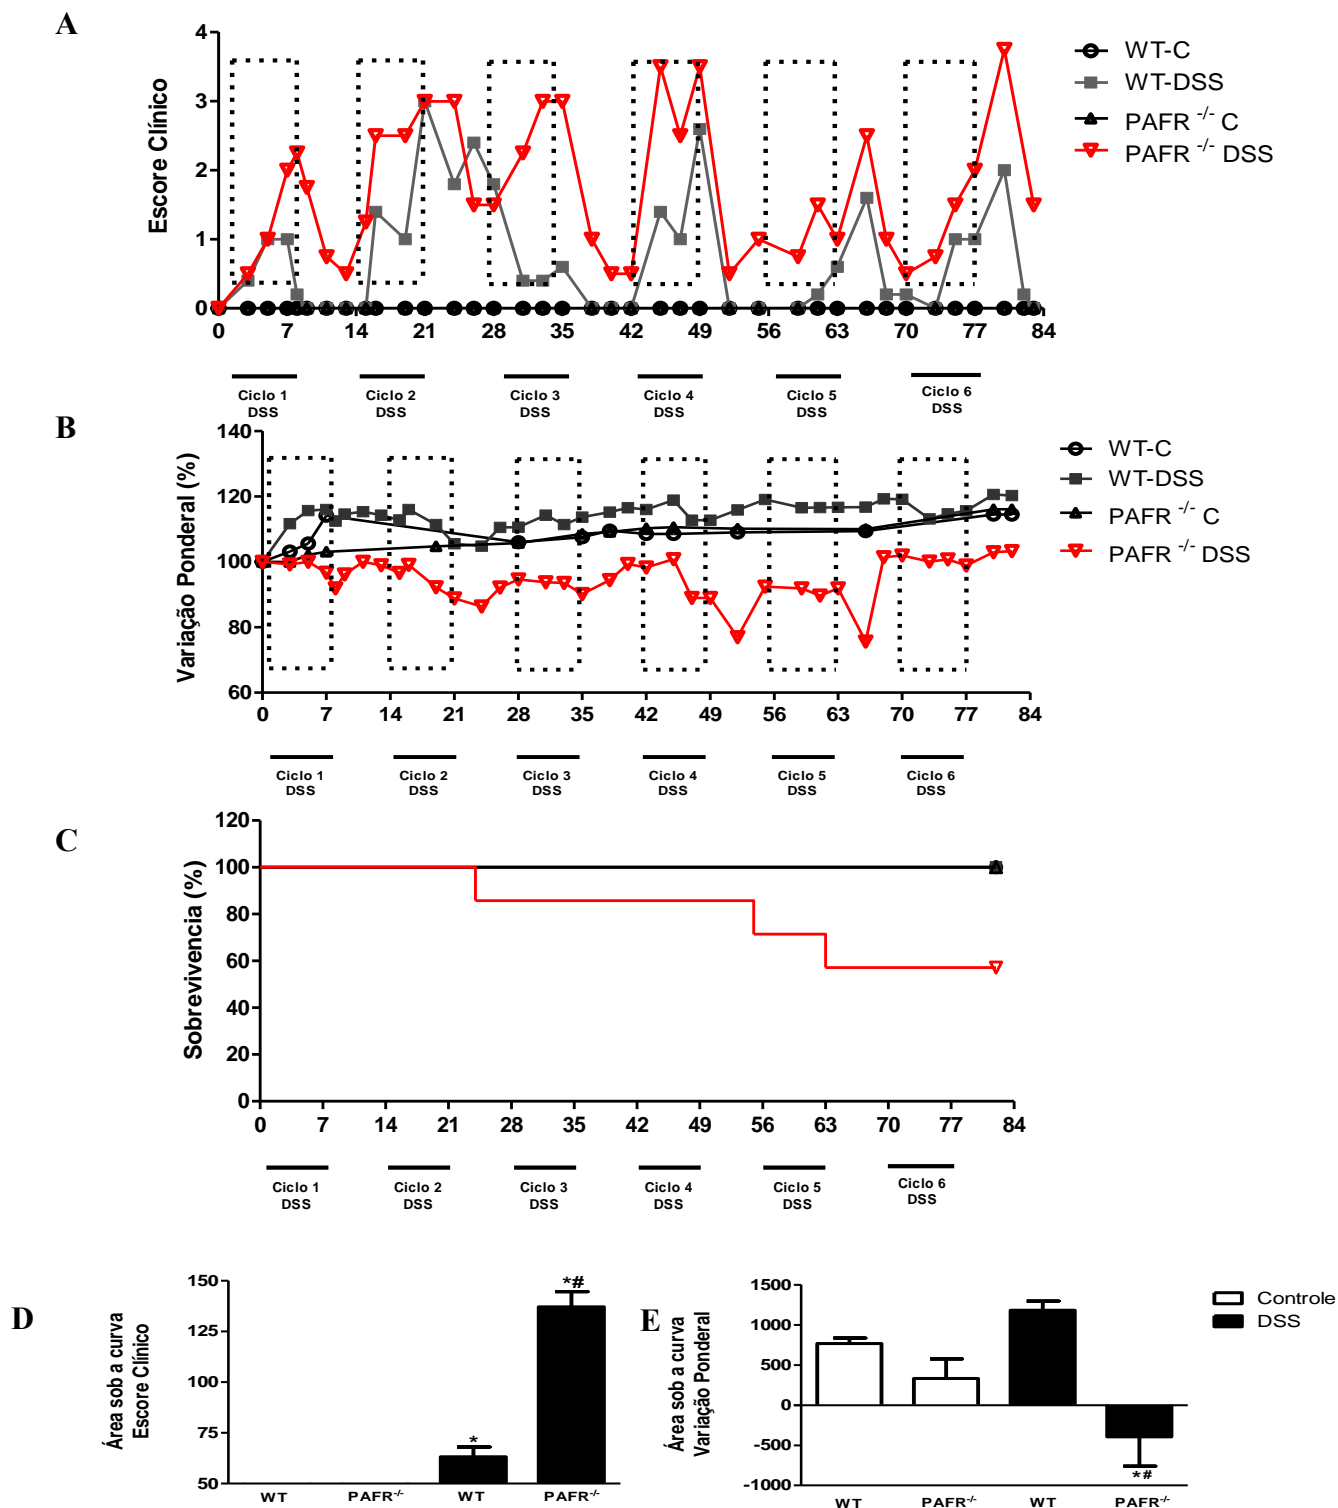 A
Escore Clínico
4
3
2
1
0
0 7 14 21 28 35 42 49 56 63 70 77 84
WT-C
WT-DSS
PAFR -/- C
PAFR -/- DSS
Ciclo 1 DSS
Ciclo 2 DSS
Ciclo 3 DSS
Ciclo 4 DSS
Ciclo 5 DSS
Ciclo 6 DSS
B
Variação Ponderal (%)
140
120
100
80
60
0 7 14 21 28 35 42 49 56 63 70 77 84
WT-C
WT-DSS
PAFR -/- C
PAFR -/- DSS
Ciclo 1 DSS
Ciclo 2 DSS
Ciclo 3 DSS
Ciclo 4 DSS
Ciclo 5 DSS
Ciclo 6 DSS
C
Sobrevivencia (%)
120
100
80
60
40
20
0
0 7 14 21 28 35 42 49 56 63 70 77 84
Ciclo 1 DSS
Ciclo 2 DSS
Ciclo 3 DSS
Ciclo 4 DSS
Ciclo 5 DSS
Ciclo 6 DSS
D
Área sob a curva
Escore Clínico
150
125
100
75
50
*
*#
WT PAFR-/- WT PAFR-/-
E
Área sob a curva
Variação Ponderal
1500
1000
500
0
-500
-1000
*#
WT PAFR-/- WT PAFR-/-
Controle
DSS